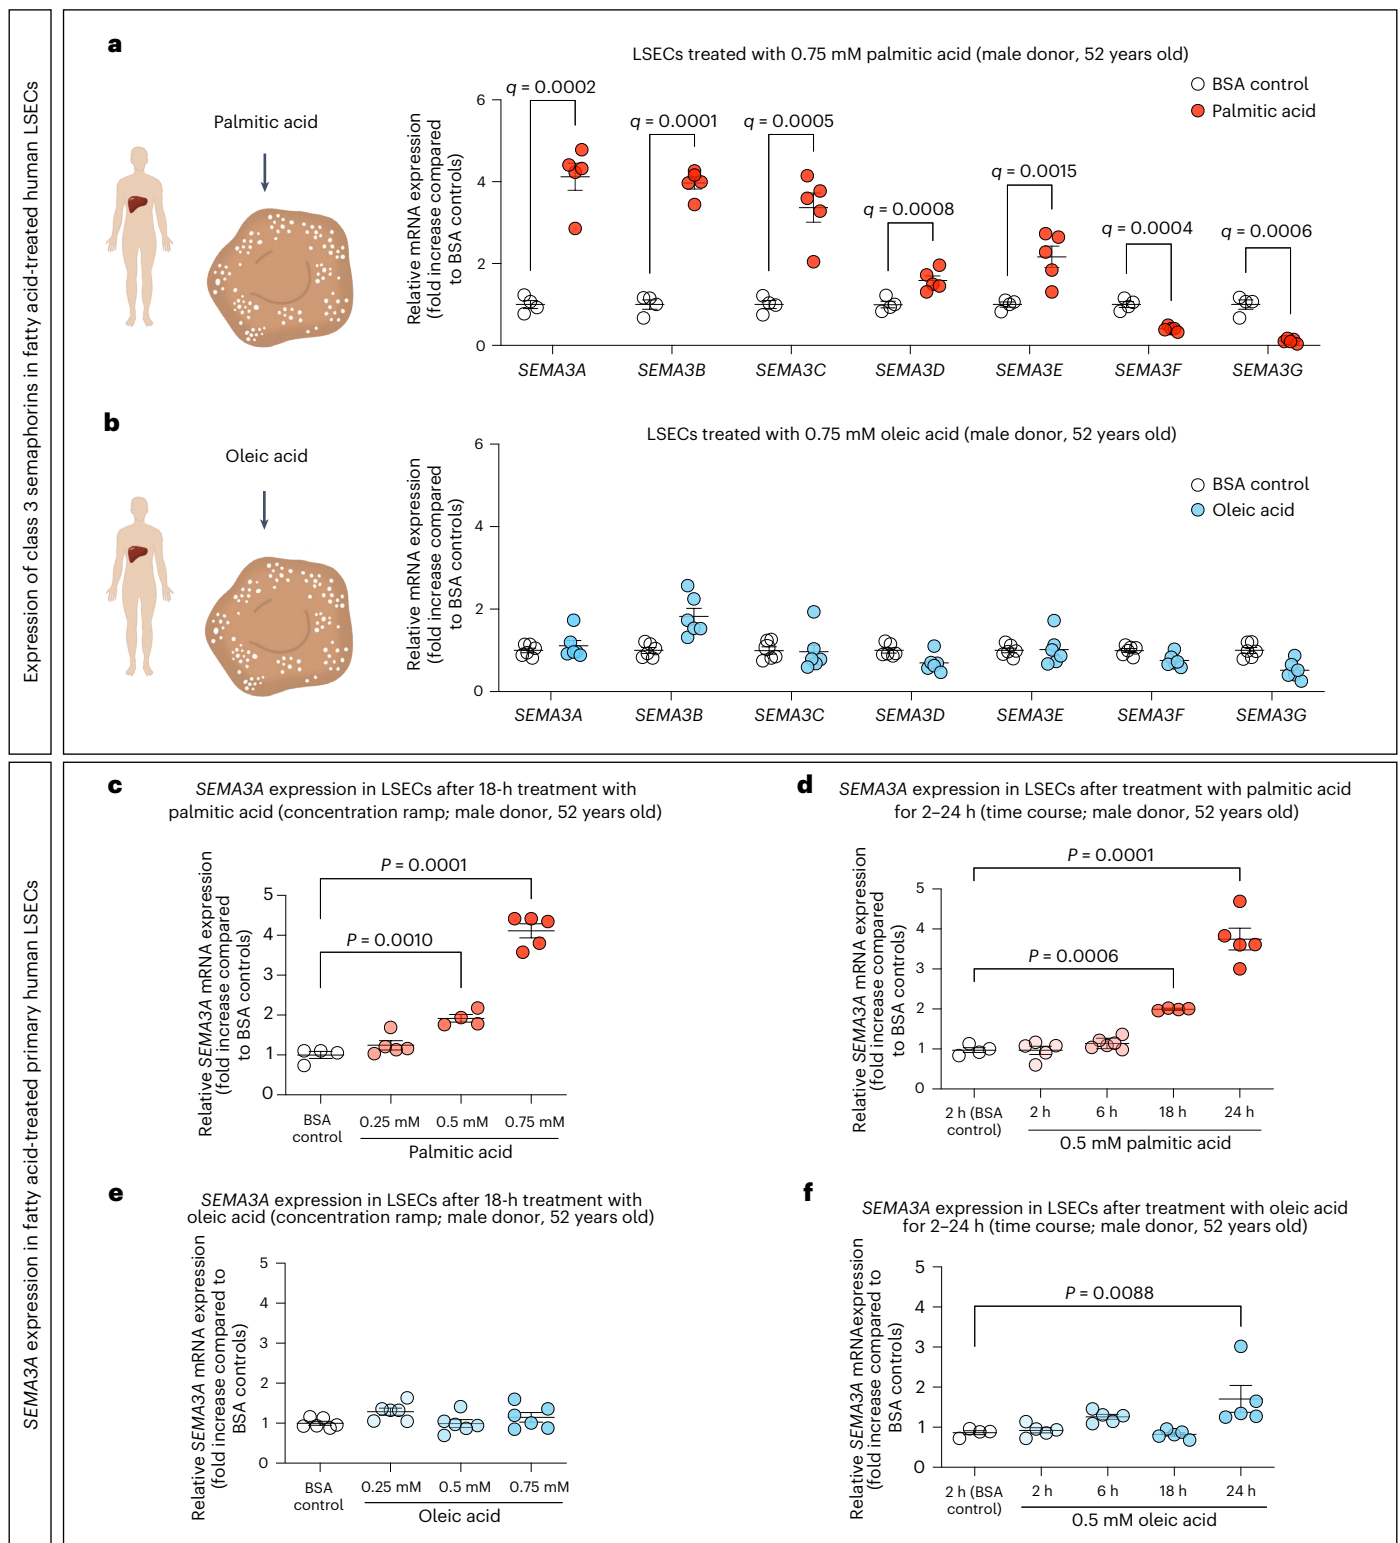 Expression of class 3 semaphorins in fatty acid-treated human LSECs
a
LSECs treated with 0.75 mM palmitic acid (male donor, 52 years old)
Palmitic acid
BSA control
Palmitic acid
Relative mRNA expression
(fold increase compared
to BSA controls)
6
4
2
0
q = 0.0002
q = 0.0001
q = 0.0005
q = 0.0008
q = 0.0015
q = 0.0004
q = 0.0006
SEMA3A SEMA3B SEMA3C SEMA3D SEMA3E SEMA3F SEMA3G
b
LSECs treated with 0.75 mM oleic acid (male donor, 52 years old)
Oleic acid
BSA control
Oleic acid
Relative mRNA expression
(fold increase compared
to BSA controls)
6
4
2
0
SEMA3A SEMA3B SEMA3C SEMA3D SEMA3E SEMA3F SEMA3G
SEMA3A expression in fatty acid-treated primary human LSECs
c
SEMA3A expression in LSECs after 18-h treatment with
palmitic acid (concentration ramp; male donor, 52 years old)
Relative SEMA3A mRNA expression
(fold increase compared
to BSA controls)
5
4
3
2
1
0
P = 0.0001
P = 0.0010
BSA
control
0.25 mM 0.5 mM 0.75 mM
Palmitic acid
d
SEMA3A expression in LSECs after treatment with palmitic acid
for 2–24 h (time course; male donor, 52 years old)
Relative SEMA3A mRNA expression
(fold increase compared
to BSA controls)
5
4
3
2
1
0
P = 0.0001
P = 0.0006
2 h (BSA
control)
2 h 6 h 18 h 24 h
0.5 mM palmitic acid
e
SEMA3A expression in LSECs after 18-h treatment with
oleic acid (concentration ramp; male donor, 52 years old)
Relative SEMA3A mRNA expression
(fold increase compared to
BSA controls)
5
4
3
2
1
0
BSA
control
0.25 mM 0.5 mM 0.75 mM
Oleic acid
f
SEMA3A expression in LSECs after treatment with oleic acid
for 2–24 h (time course; male donor, 52 years old)
Relative SEMA3A mRNAexpression
(fold increase compared to
BSA controls)
5
4
3
2
1
0
P = 0.0088
2 h (BSA
control)
2 h 6 h 18 h 24 h
0.5 mM oleic acid